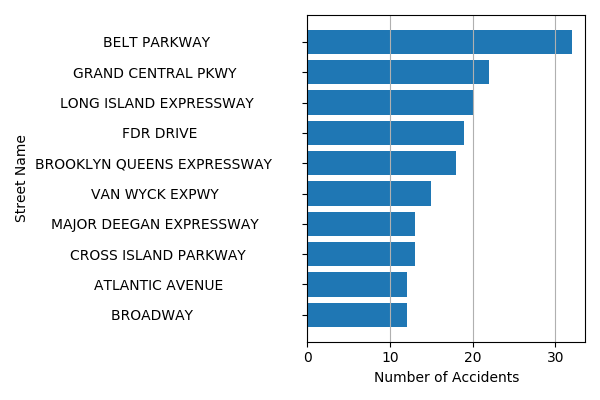 BELT PARKWAY
GRAND CENTRAL PKWY
LONG ISLAND EXPRESSWAY
FDR DRIVE
BROOKLYN QUEENS EXPRESSWAY
VAN WYCK EXPWY
MAJOR DEEGAN EXPRESSWAY
CROSS ISLAND PARKWAY
ATLANTIC AVENUE
BROADWAY
Street Name
0 10 20 30
Number of Accidents